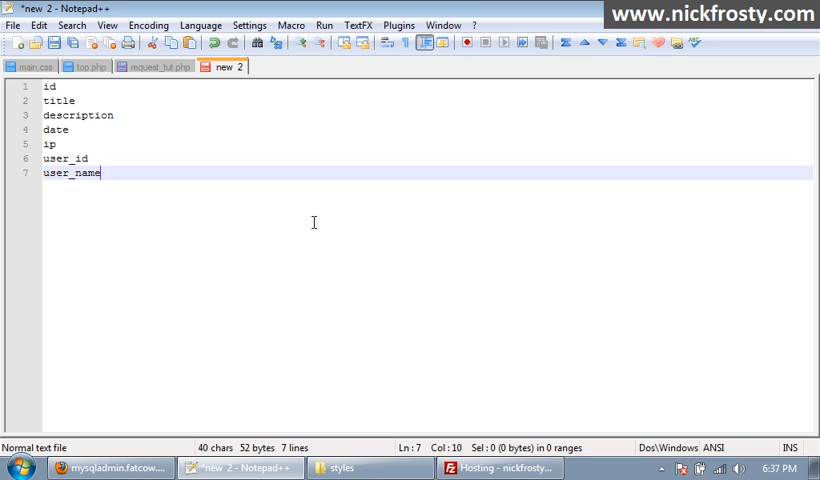 *new 2 - Notepad++
www.nickfrosty.com
File Edit Search View Encoding Language Settings Macro Run TextFX Plugins Window ?
main.css top.php request_tut.php new 2
1 id
2 title
3 description
4 date
5 ip
6 user_id
7 user_name
Normal text file 40 chars 52 bytes 7 lines Ln : 7 Col : 10 Sel : 0 (0 bytes) in 0 ranges Dos\Windows ANSI INS
mysqladmin.fatcow.... *new 2 - Notepad++ styles Hosting - nickfrosty... 6:37 PM